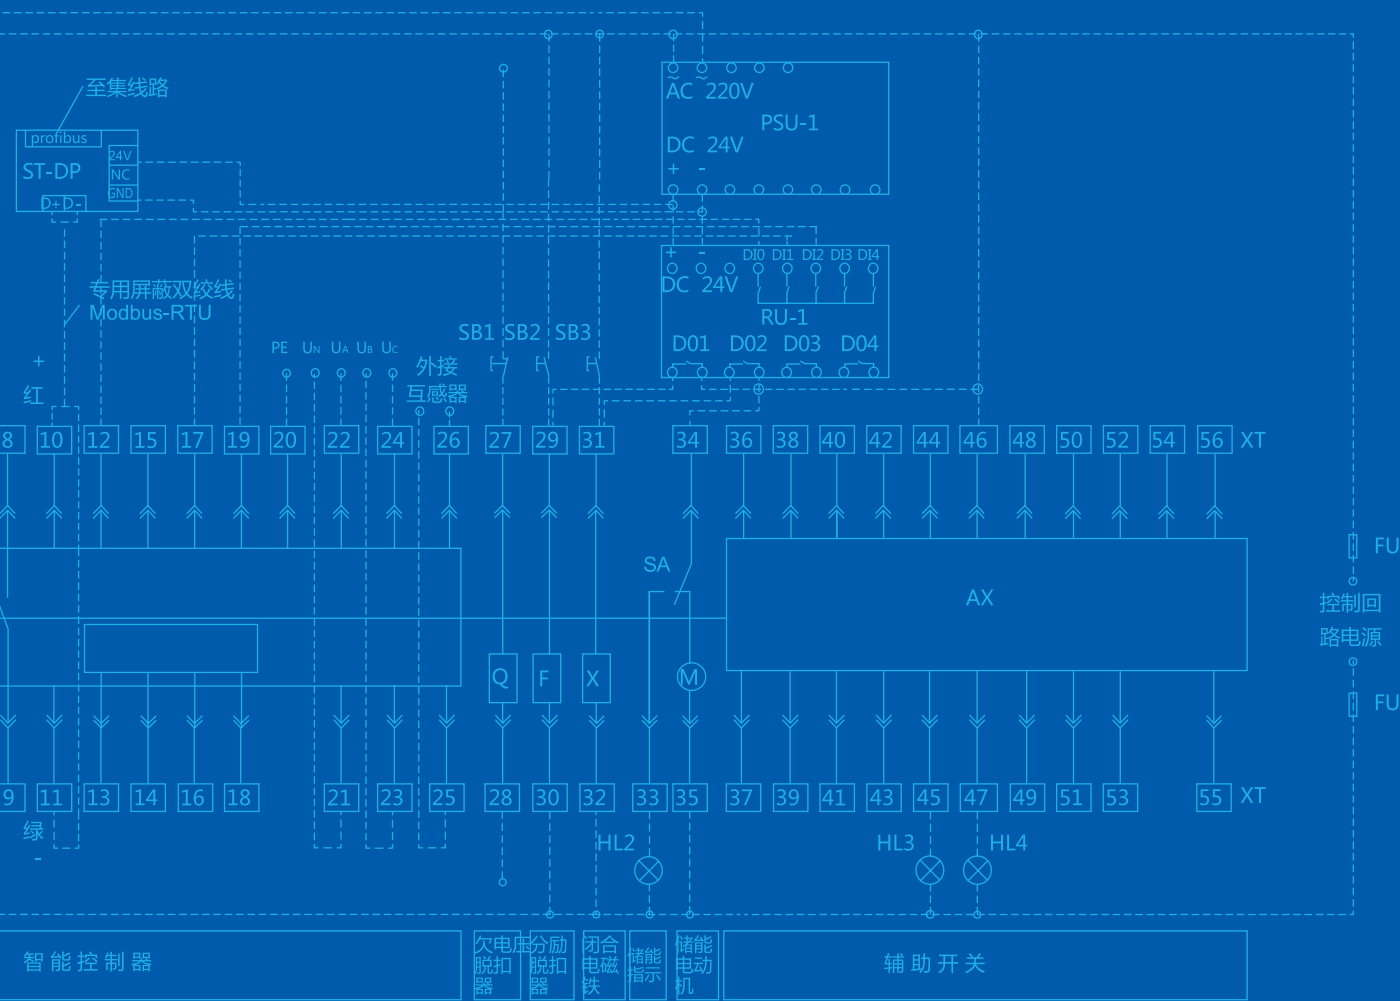 至集线路
profibus
ST-DP
24V
NC
GND
D+D-
AC 220V
PSU-1
DC 24V
+ -
+ -
DI0 DI1 DI2 DI3 DI4
DC 24V
RU-1
D01 D02 D03 D04
专用屏蔽双绞线
Modbus-RTU
SB1 SB2 SB3
PE UN UA UB UC
外接
互感器
+
红
8 10 12 15 17 19 20 22 24 26 27 29 31 34 36 38 40 42 44 46 48 50 52 54 56 XT
SA
AX
FU
控制回
路电源
FU
Q F X M
9 11 13 14 16 18 21 23 25 28 30 32 33 35 37 39 41 43 45 47 49 51 53 55 XT
绿
-
HL2 HL3 HL4
智能控制器
欠电压
脱扣
器
分励
脱扣
器
闭合
电磁
铁
储能
指示
储能
电动
机
辅助开关